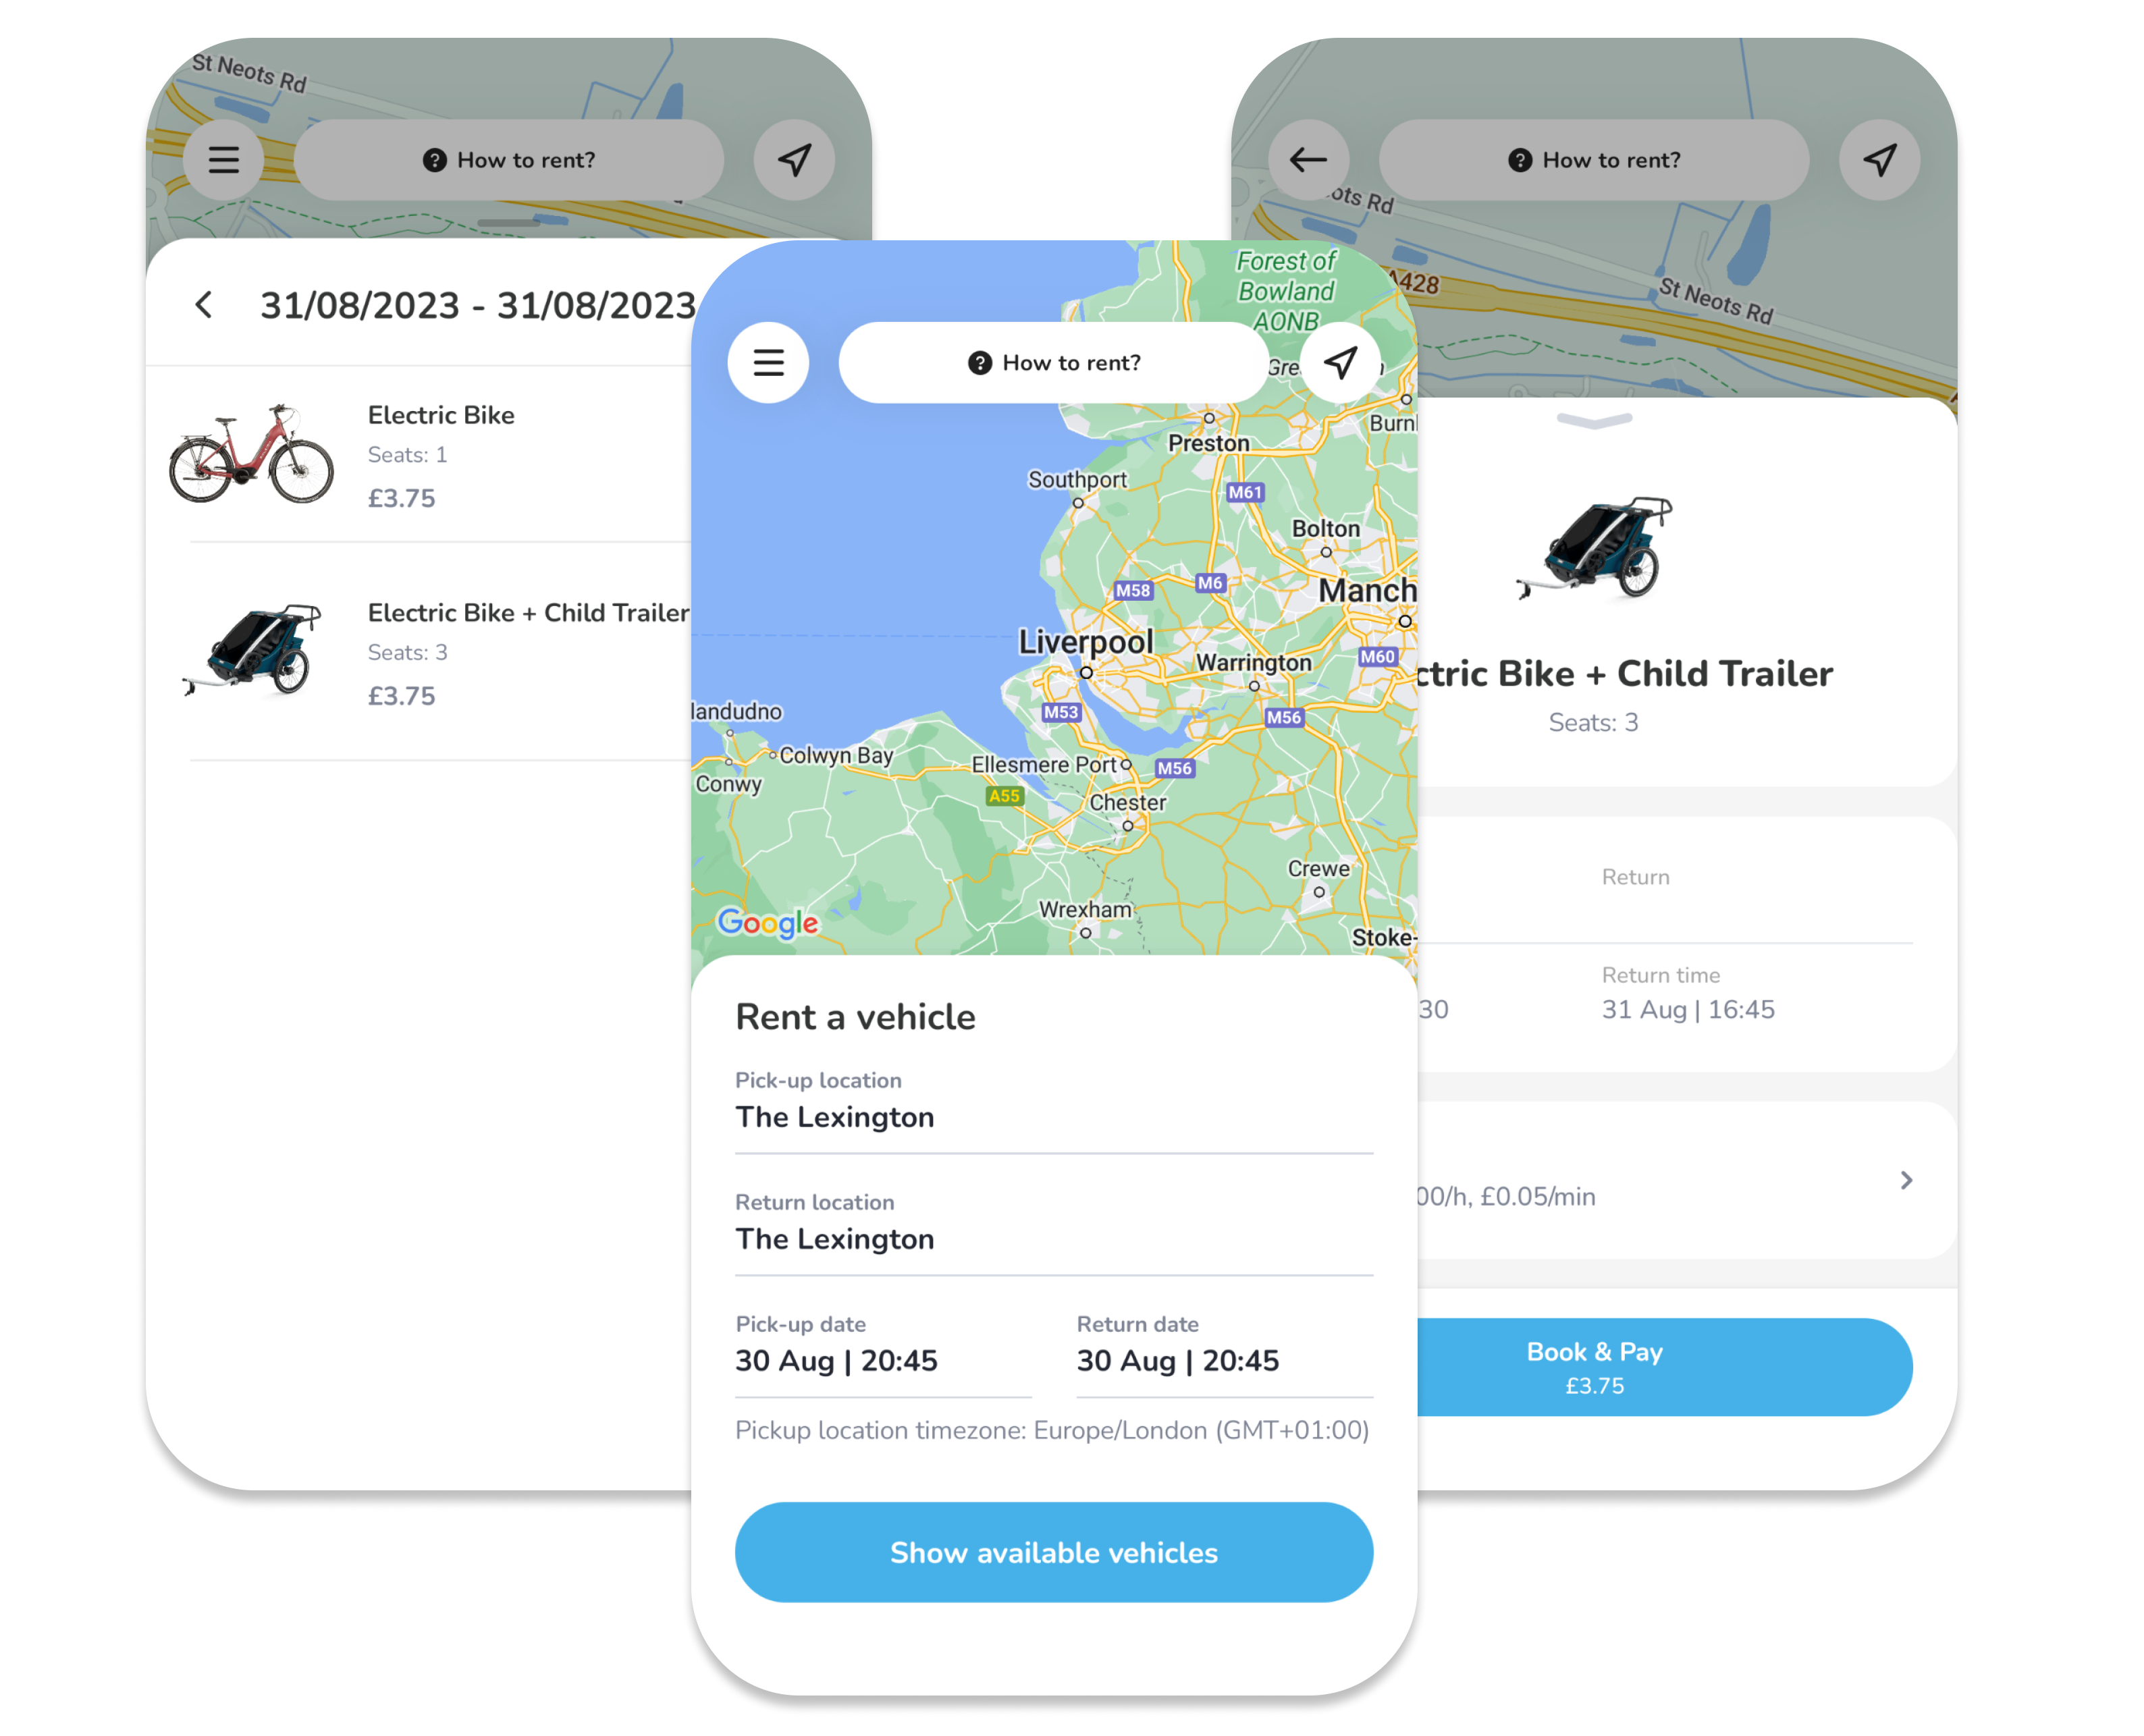 St Neots Rd
How to rent?
31/08/2023 - 31/08/2023
Electric Bike
Seats: 1
£3.75
Electric Bike + Child Trailer
Seats: 3
£3.75
Forest of
Bowland
AONB
How to rent?
Preston
Southport
M61
Bolton
M58
M6
Liverpool
Warrington
M60
M53
M56
Colwyn Bay
Conwy
Ellesmere Port
M56
A55
Chester
Crewe
Wrexham
Google
Rent a vehicle
Pick-up location
The Lexington
Return location
The Lexington
Pick-up date
30 Aug | 20:45
Return date
30 Aug | 20:45
Pickup location timezone: Europe/London (GMT+01:00)
Show available vehicles
How to rent?
Rd
St Neots Rd
Bike + Child Trailer
Seats: 3
Return
Return time
30
31 Aug | 16:45
00/h, £0.05/min
Book & Pay
£3.75